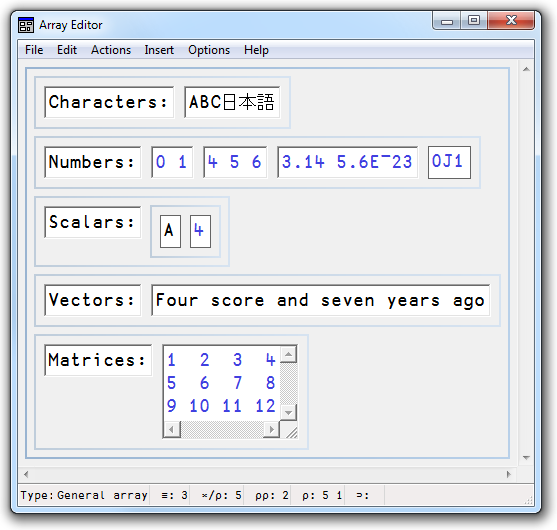 Array Editor
File Edit Actions Insert Options Help
Characters: ABC日本語
Numbers: 0 1 4 5 6 3.14 5.6E¯23 0J1
Scalars: A 4
Vectors: Four score and seven years ago
Matrices: 1 2 3 4
5 6 7 8
9 10 11 12
Type: General array ≡: 3 ×/⍴: 5 ⍴⍴: 2 ⍴: 5 1 ⊃: